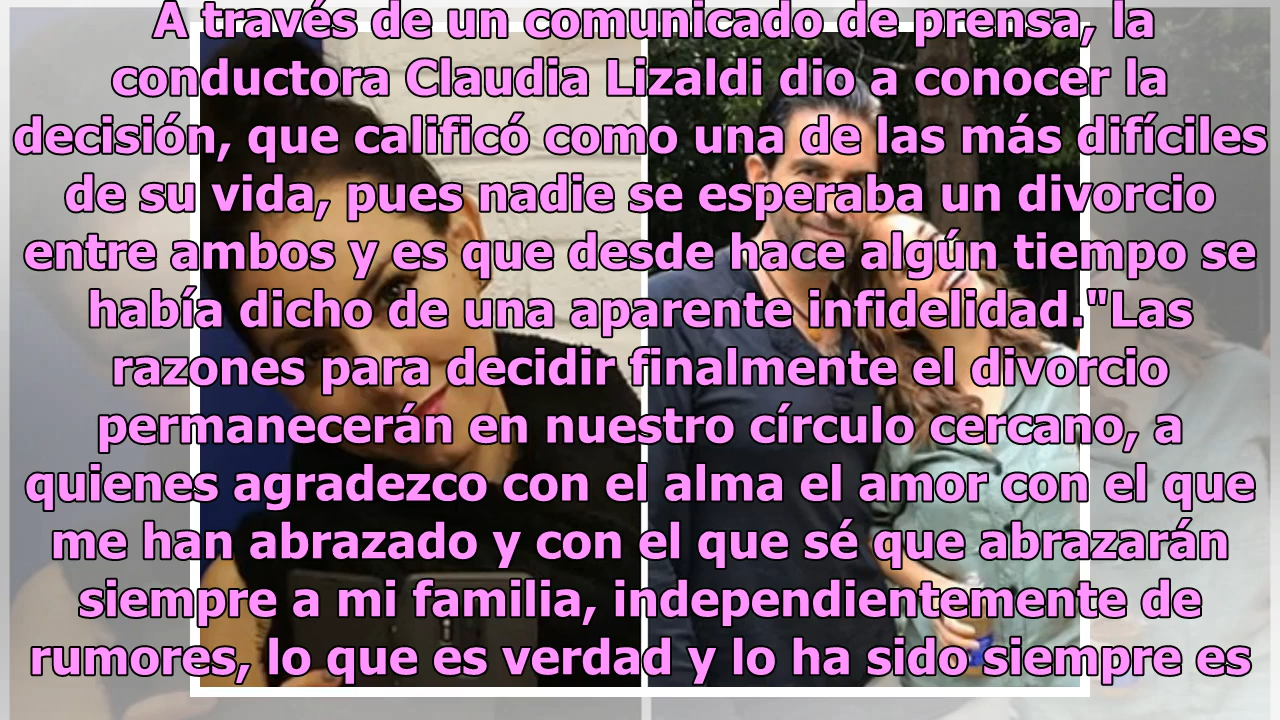 A través de un comunicado de prensa, la
conductora Claudia Lizaldi dio a conocer la
decisión, que calificó como una de las más difíciles
de su vida, pues nadie se esperaba un divorcio
entre ambos y es que desde hace algún tiempo se
había dicho de una aparente infidelidad."Las
razones para decidir finalmente el divorcio
permanecerán en nuestro círculo cercano, a
quienes agradezco con el alma el amor con el que
me han abrazado y con el que sé que abrazarán
siempre a mi familia, independientemente de
rumores, lo que es verdad y lo ha sido siempre es